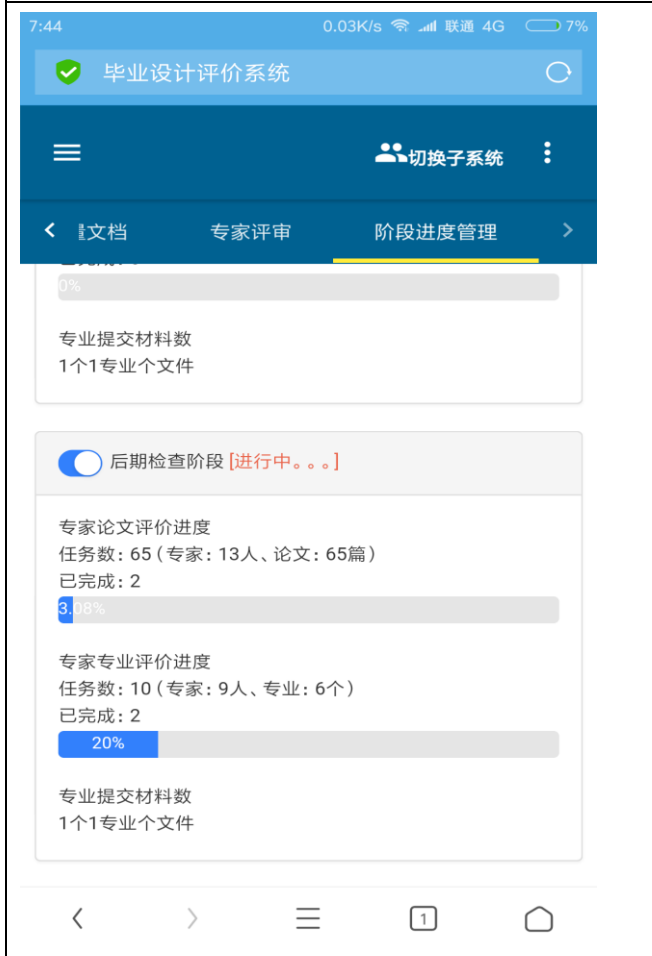 7:44 0.03K/s 联通 4G 7%
毕业设计评价系统
切换子系统
文档 专家评审 阶段进度管理
0%
专业提交材料数
1个1专业个文件
后期检查阶段 [进行中。。。]
专家论文评价进度
任务数: 65 (专家: 13人、论文: 65篇)
已完成: 2
3.08%
专家专业评价进度
任务数: 10 (专家: 9人、专业: 6个)
已完成: 2
20%
专业提交材料数
1个1专业个文件
1